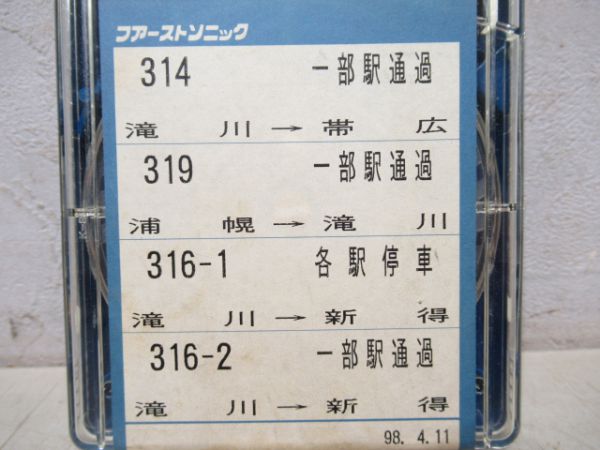 ファーストソニック
314 一部駅通過
滝川→帯広
319 一部駅通過
浦幌→滝川
316-1 各駅停車
滝川→新得
316-2 一部駅通過
滝川→新得
98. 4.11